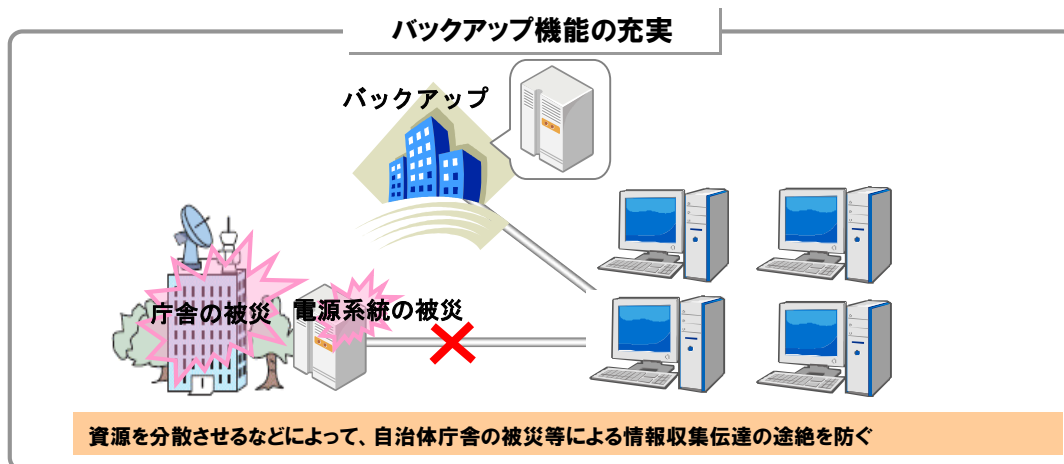 バックアップ機能の充実
バックアップ
庁舎の被災
電源系統の被災
資源を分散させるなどによって、自治体庁舎の被災等による情報収集伝達の途絶を防ぐ